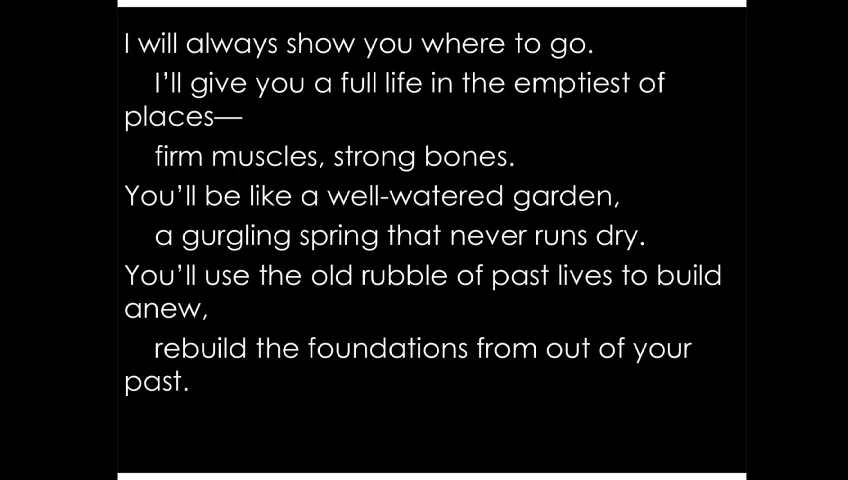 I will always show you where to go.
I’ll give you a full life in the emptiest of
places—
firm muscles, strong bones.
You’ll be like a well-watered garden,
a gurgling spring that never runs dry.
You’ll use the old rubble of past lives to build
anew,
rebuild the foundations from out of your
past.